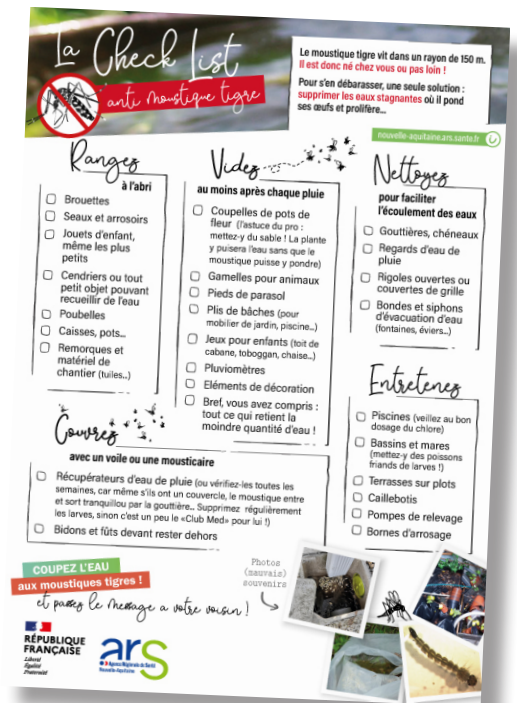 La Check List
anti moustique tigre
Le moustique tigre vit dans un rayon de 150 m.
Il est donc né chez vous ou pas loin !
Pour s'en débarasser, une seule solution :
supprimer les eaux stagnantes où il pond
ses œufs et prolifère...
nouvelle-aquitaine.ars.sante.fr
Rangez
à l'abri
Brouettes
Seaux et arrosoirs
Jouets d'enfant,
même les plus
petits
Cendriers ou tout
petit objet pouvant
recueillir de l'eau
Poubelles
Caisses, pots...
Remorques et
matériel de
chantier (tuiles..)
Videz
au moins après chaque pluie
Coupelles de pots de
fleur (l'astuce du pro :
mettez-y du sable ! La plante
y puisera l'eau sans que le
moustique puisse y pondre)
Gamelles pour animaux
Pieds de parasol
Plis de bâches (pour
mobilier de jardin, piscine...)
Jeux pour enfants (toit de
cabane, toboggan, chaise...)
Pluviomètres
Eléments de décoration
Bref, vous avez compris :
tout ce qui retient la
moindre quantité d'eau !
Nettoyez
pour faciliter
l'écoulement des eaux
Gouttières, chéneaux
Regards d'eau de
pluie
Rigoles ouvertes ou
couvertes de grille
Bondes et siphons
d'évacuation d'eau
(fontaines, éviers...)
Couvrez
avec un voile ou une mousticaire
Récupérateurs d'eau de pluie (ou vérifiez-les toutes les
semaines, car même s'ils ont un couvercle, le moustique entre
et sort tranquillou par la gouttière.. Supprimez régulièrement
les larves, sinon c'est un peu le «Club Med» pour lui !)
Bidons et fûts devant rester dehors
Entretenez
Piscines (veillez au bon
dosage du chlore)
Bassins et mares
(mettez-y des poissons
friands de larves !)
Terrasses sur plots
Caillebotis
Pompes de relevage
Bornes d'arrosage
COUPEZ L'EAU
aux moustiques tigres !
et passez le message a votre voisin !
Photos
(mauvais)
souvenirs
RÉPUBLIQUE
FRANÇAISE
Liberté
Égalité
Fraternité
ars
Agence Régionale de Santé
Nouvelle-Aquitaine